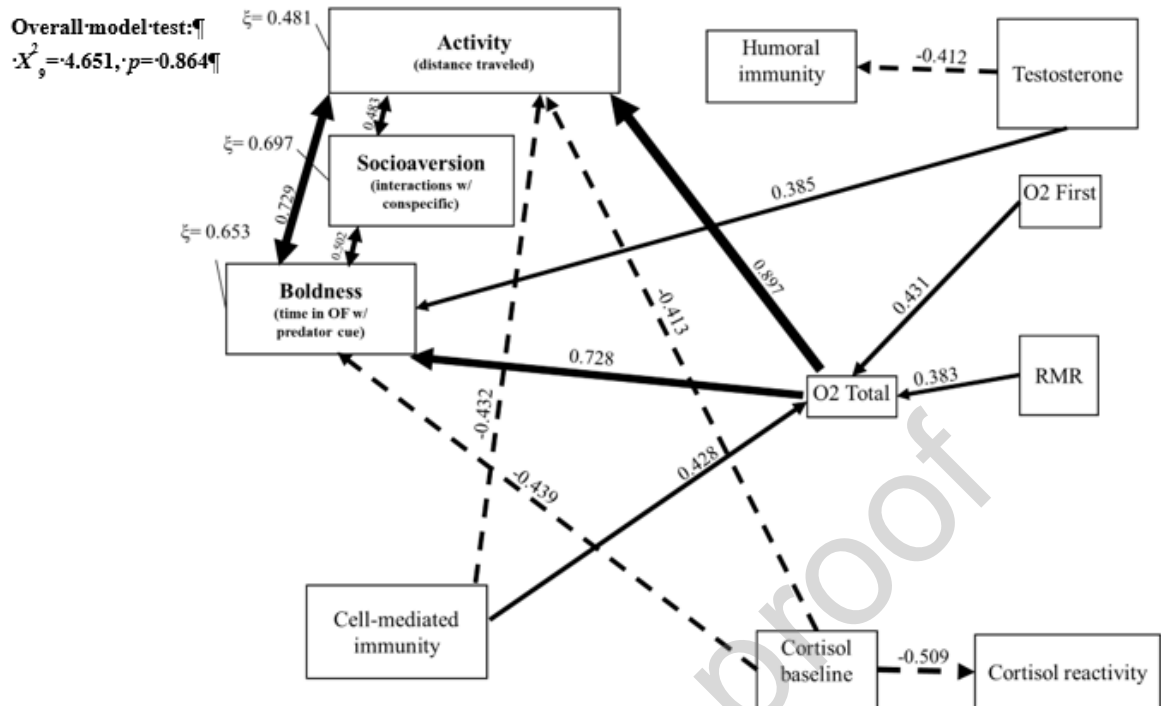 Overall·model·test:¶
·X²₉=·4.651,·p=·0.864¶
ξ= 0.481
Activity
(distance traveled)
Humoral
immunity
-0.412
Testosterone
0.483
ξ= 0.697
Socioaversion
(interactions w/
conspecific)
0.729
0.385
O2 First
ξ= 0.653
0.502
Boldness
(time in OF w/
predator cue)
0.897
-0.413
0.431
0.728
O2 Total
0.383
RMR
-0.432
-0.439
0.428
Cell-mediated
immunity
Cortisol
baseline
-0.509
Cortisol reactivity
proof